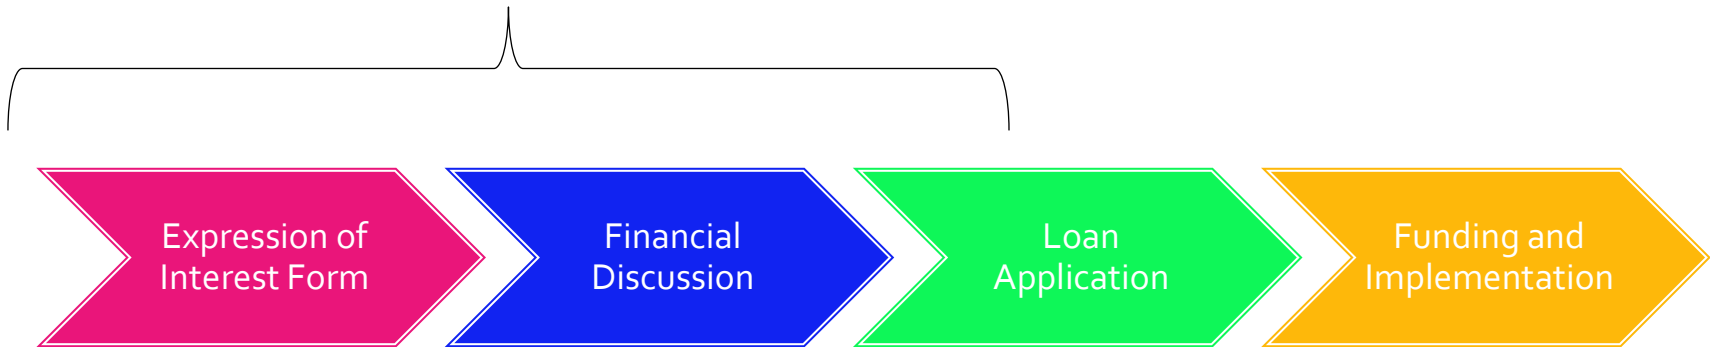 Expression of
Interest Form
Financial
Discussion
Loan
Application
Funding and
Implementation